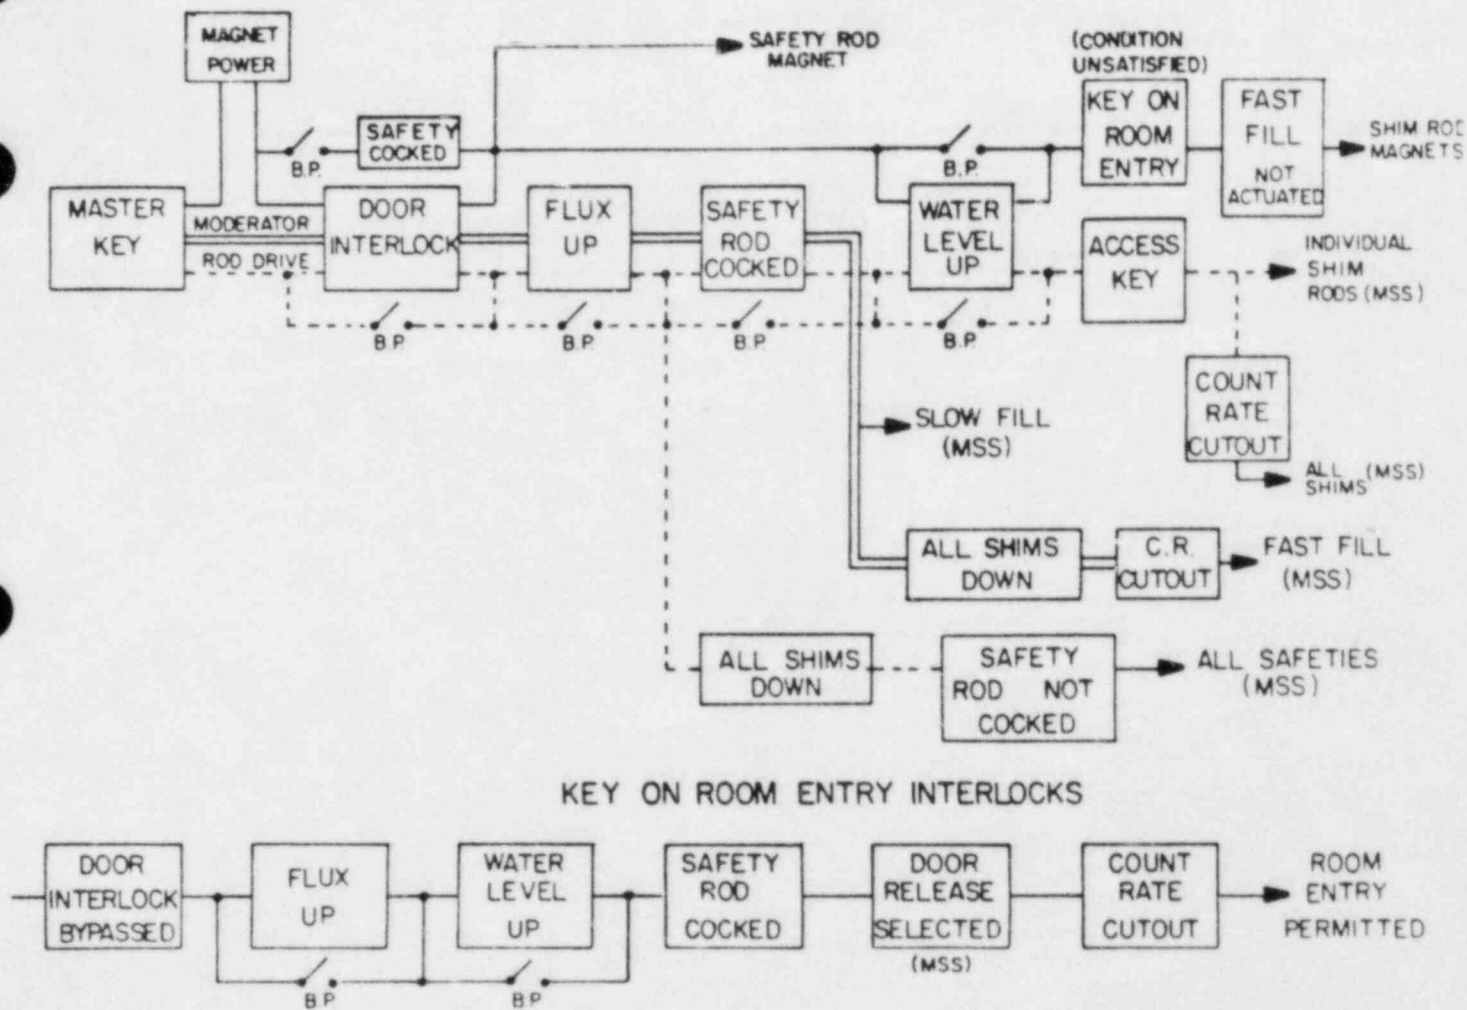 MAGNET
POWER
SAFETY ROD
MAGNET
(CONDITION
UNSATISFIED)
SAFETY
COCKED
B.P.
B.P.
KEY ON
ROOM
ENTRY
FAST
FILL
NOT
ACTUATED
SHIM ROD
MAGNETS
MASTER
KEY
MODERATOR
ROD DRIVE
DOOR
INTERLOCK
FLUX
UP
SAFETY
ROD
COCKED
WATER
LEVEL
UP
ACCESS
KEY
INDIVIDUAL
SHIM
RODS (MSS)
B.P.
B.P.
B.P.
B.P.
COUNT
RATE
CUTOUT
ALL (MSS)
SHIMS
SLOW FILL
(MSS)
ALL SHIMS
DOWN
C.R.
CUTOUT
FAST FILL
(MSS)
ALL SHIMS
DOWN
SAFETY
ROD NOT
COCKED
ALL SAFETIES
(MSS)
KEY ON ROOM ENTRY INTERLOCKS
DOOR
INTERLOCK
BYPASSED
FLUX
UP
B.P
WATER
LEVEL
UP
B.P
SAFETY
ROD
COCKED
DOOR
RELEASE
SELECTED
(MSS)
COUNT
RATE
CUTOUT
ROOM
ENTRY
PERMITTED